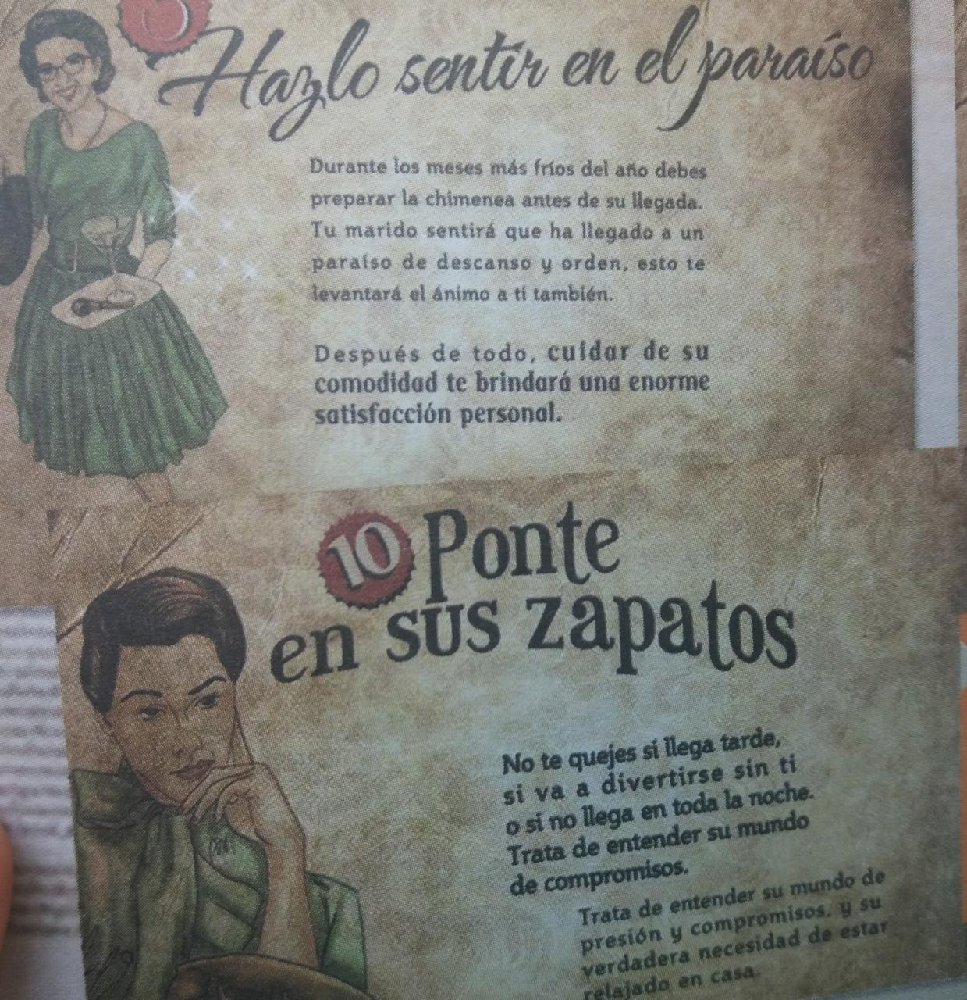 Hazlo sentir en el paraíso
Durante los meses más fríos del año debes
preparar la chimenea antes de su llegada.
Tu marido sentirá que ha llegado a un
paraíso de descanso y orden, esto te
levantará el ánimo a ti también.
Después de todo, cuidar de su
comodidad te brindará una enorme
satisfacción personal.
10 Ponte
en sus zapatos
No te quejes si llega tarde,
si va a divertirse sin ti
o si no llega en toda la noche.
Trata de entender su mundo
de compromisos.
Trata de entender su mundo de
presión y compromisos, y su
verdadera necesidad de estar
relajado en casa.